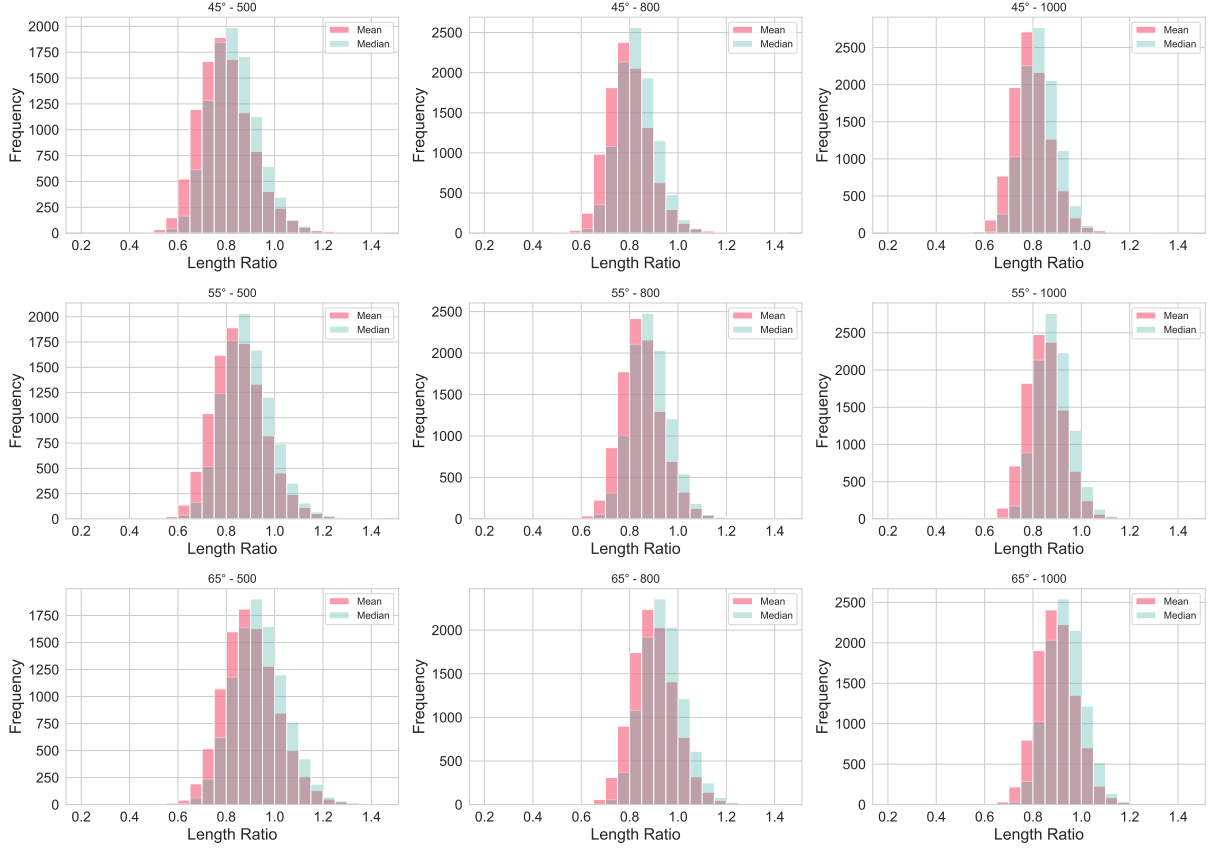 45° - 500
2000
1750
1500
1250
1000
750
500
250
0
Frequency
Mean
Median
0.2 0.4 0.6 0.8 1.0 1.2 1.4
Length Ratio
45° - 800
2500
2000
1500
1000
500
0
Frequency
Mean
Median
0.2 0.4 0.6 0.8 1.0 1.2 1.4
Length Ratio
45° - 1000
2500
2000
1500
1000
500
0
Frequency
Mean
Median
0.2 0.4 0.6 0.8 1.0 1.2 1.4
Length Ratio
55° - 500
2000
1750
1500
1250
1000
750
500
250
0
Frequency
Mean
Median
0.2 0.4 0.6 0.8 1.0 1.2 1.4
Length Ratio
55° - 800
2500
2000
1500
1000
500
0
Frequency
Mean
Median
0.2 0.4 0.6 0.8 1.0 1.2 1.4
Length Ratio
55° - 1000
2500
2000
1500
1000
500
0
Frequency
Mean
Median
0.2 0.4 0.6 0.8 1.0 1.2 1.4
Length Ratio
65° - 500
1750
1500
1250
1000
750
500
250
0
Frequency
Mean
Median
0.2 0.4 0.6 0.8 1.0 1.2 1.4
Length Ratio
65° - 800
2000
1500
1000
500
0
Frequency
Mean
Median
0.2 0.4 0.6 0.8 1.0 1.2 1.4
Length Ratio
65° - 1000
2500
2000
1500
1000
500
0
Frequency
Mean
Median
0.2 0.4 0.6 0.8 1.0 1.2 1.4
Length Ratio